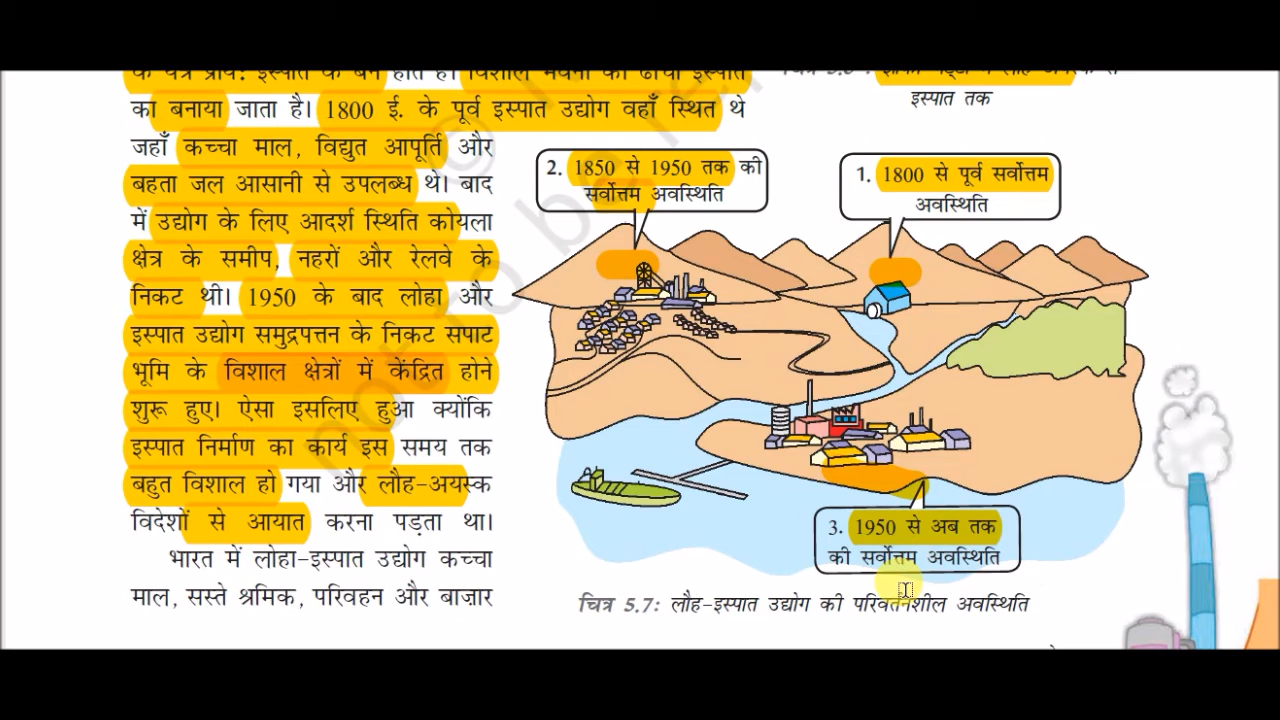 के यंत्र प्राय: इस्पात के बने होते हैं। विशाल भवनों का ढाँचा इस्पात
का बनाया जाता है। 1800 ई. के पूर्व इस्पात उद्योग वहाँ स्थित थे
जहाँ कच्चा माल, विद्युत आपूर्ति और
बहता जल आसानी से उपलब्ध थे। बाद
में उद्योग के लिए आदर्श स्थिति कोयला
क्षेत्र के समीप, नहरों और रेलवे के
निकट थी। 1950 के बाद लोहा और
इस्पात उद्योग समुद्रपत्तन के निकट सपाट
भूमि के विशाल क्षेत्रों में केंद्रित होने
शुरू हुए। ऐसा इसलिए हुआ क्योंकि
इस्पात निर्माण का कार्य इस समय तक
बहुत विशाल हो गया और लौह-अयस्क
विदेशों से आयात करना पड़ता था।
भारत में लोहा-इस्पात उद्योग कच्चा
माल, सस्ते श्रमिक, परिवहन और बाज़ार
इस्पात तक
2. 1850 से 1950 तक की
सर्वोत्तम अवस्थिति
1. 1800 से पूर्व सर्वोत्तम
अवस्थिति
3. 1950 से अब तक
की सर्वोत्तम अवस्थिति
चित्र 5.7: लौह-इस्पात उद्योग की परिवर्तनशील अवस्थिति